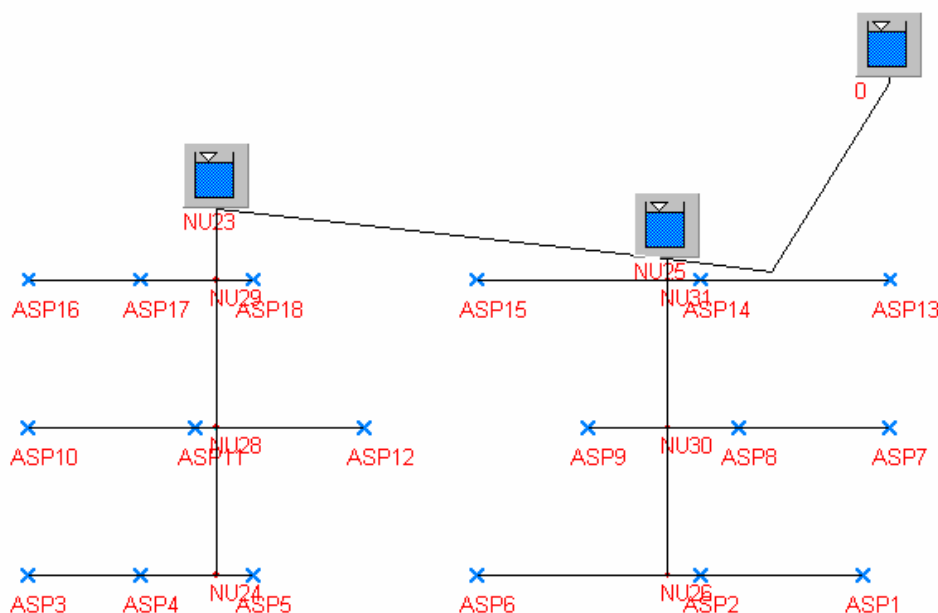 0
NU23
NU25
ASP16 ASP17 NU29 ASP18 ASP15 NU31 ASP14 ASP13
ASP10 ASP11 NU28 ASP12 ASP9 NU30 ASP8 ASP7
ASP3 ASP4 NU24 ASP5 ASP6 NU26 ASP2 ASP1